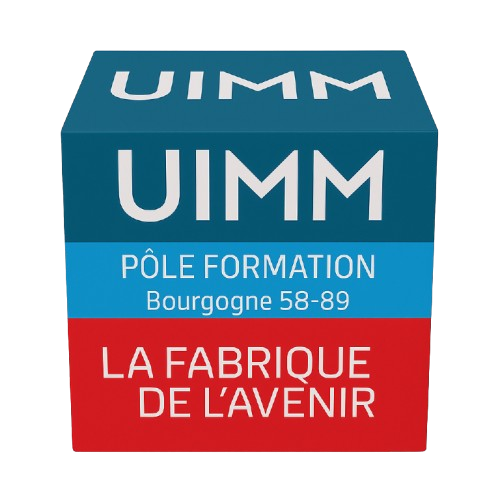 UIMM
UIMM
PÔLE FORMATION
Bourgogne 58-89
LA FABRIQUE
DE L'AVENIR